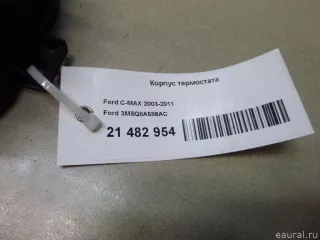 Корпус термостата
Ford C-MAX 2003-2011
Ford 3M5Q8A586AC
21 482 954
eaural.ru